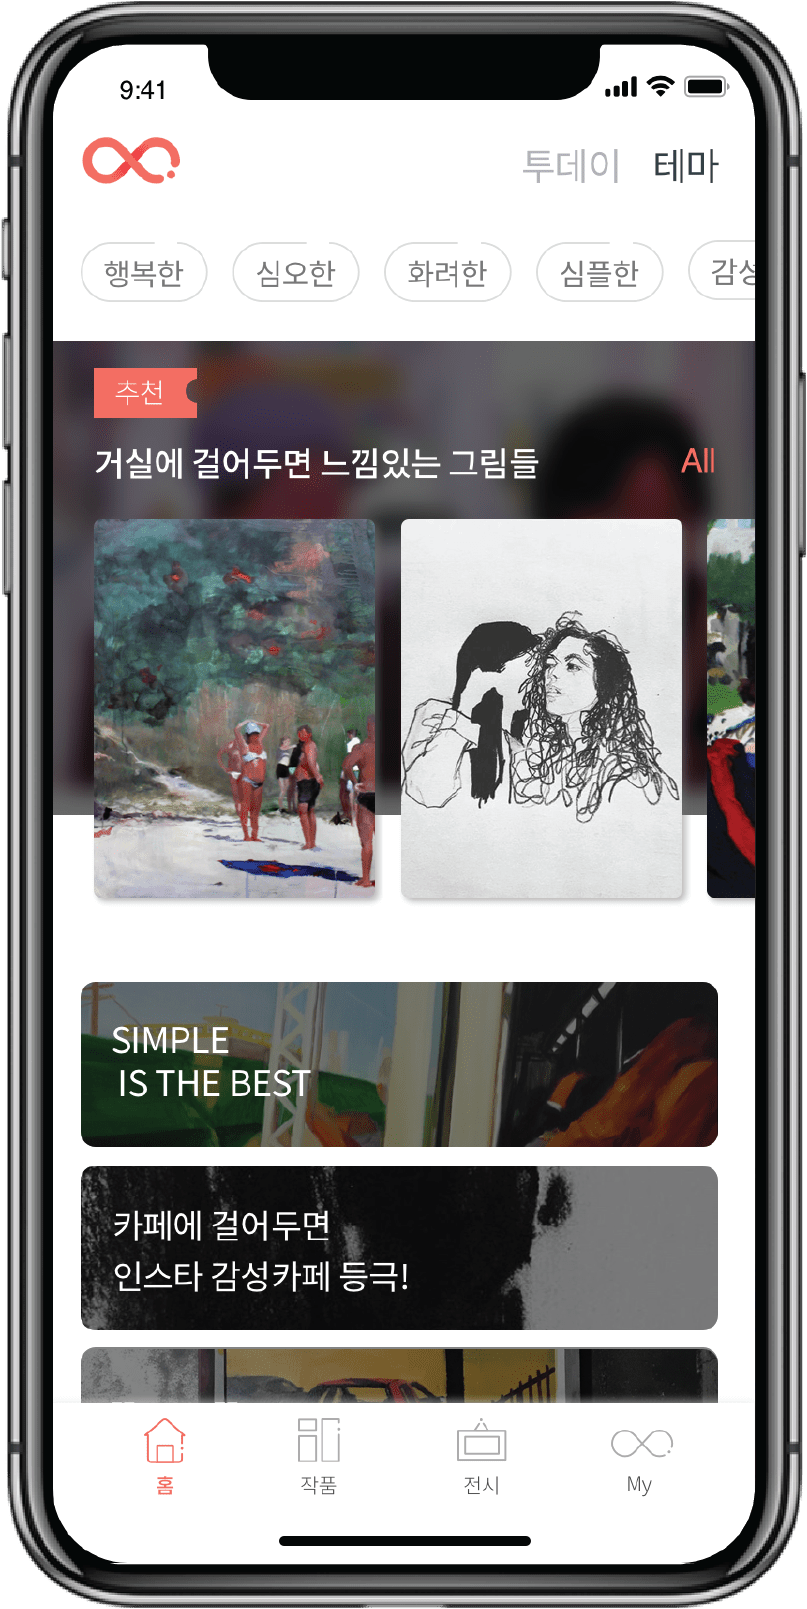 9:41
투데이 테마
행복한 심오한 화려한 심플한 감성
추천
거실에 걸어두면 느낌있는 그림들 All
SIMPLE
IS THE BEST
카페에 걸어두면
인스타 감성카페 등극!
홈 작품 전시 My